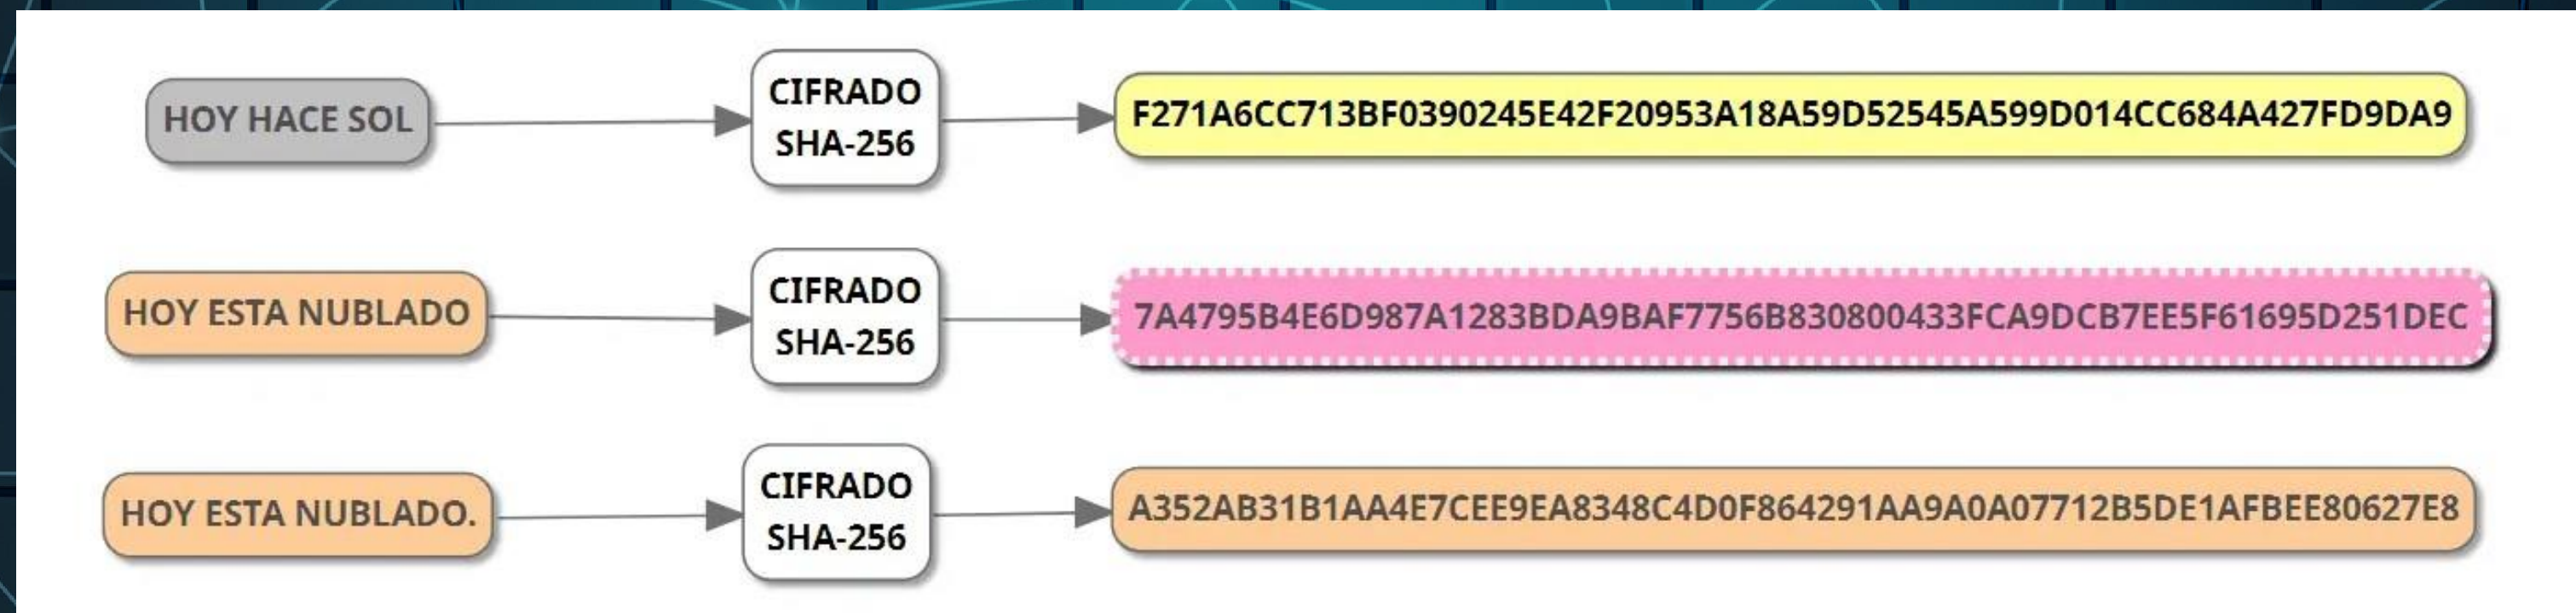 HOY HACE SOL
CIFRADO
SHA-256
F271A6CC713BF0390245E42F20953A18A59D52545A599D014CC684A427FD9DA9
HOY ESTA NUBLADO
CIFRADO
SHA-256
7A4795B4E6D987A1283BDA9BAF7756B830800433FCA9DCB7EE5F61695D251DEC
HOY ESTA NUBLADO.
CIFRADO
SHA-256
A352AB31B1AA4E7CEE9EA8348C4D0F864291AA9A0A07712B5DE1AFBEE80627E8